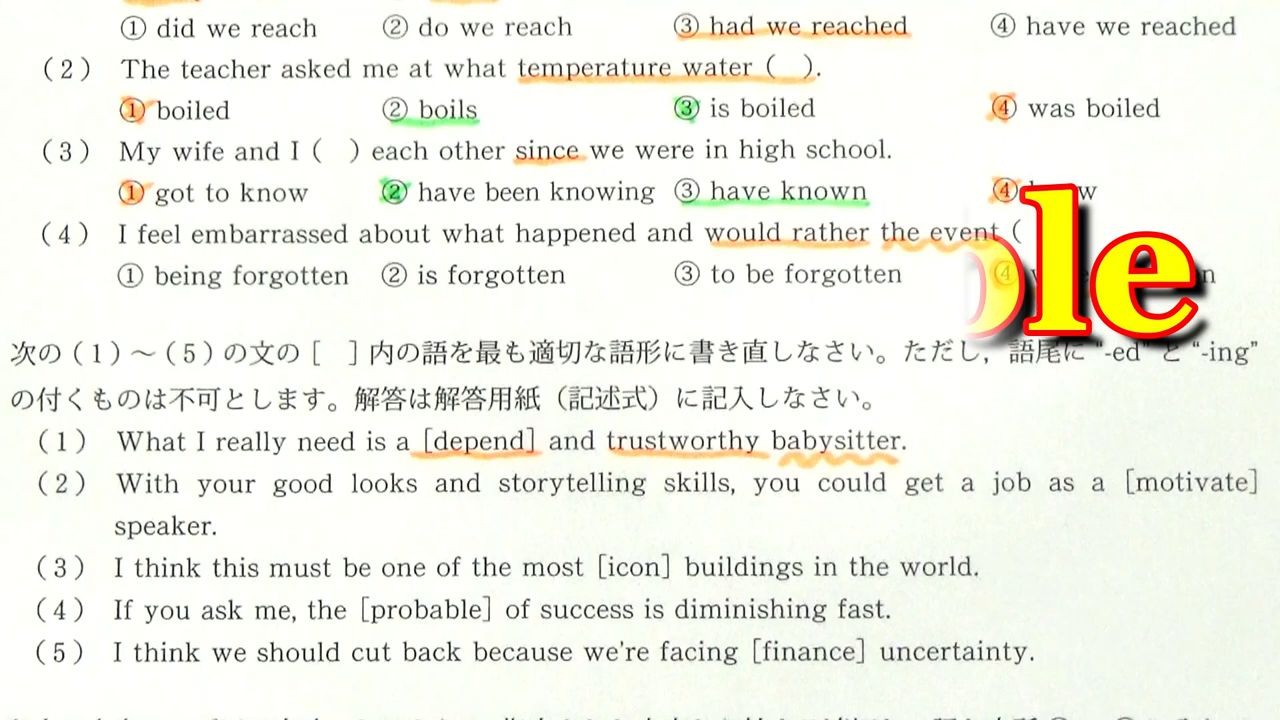 ① did we reach ② do we reach ③ had we reached ④ have we reached
(2) The teacher asked me at what temperature water ( ).
① boiled ② boils ③ is boiled ④ was boiled
(3) My wife and I ( ) each other since we were in high school.
① got to know ② have been knowing ③ have known ④
(4) I feel embarrassed about what happened and would rather the event (
① being forgotten ② is forgotten ③ to be forgotten ④
ble
次の(1)〜(5)の文の[ ]内の語を最も適切な語形に書き直しなさい。ただし，語尾に“-ed”と“-ing”
の付くものは不可とします。解答は解答用紙（記述式）に記入しなさい。
(1) What I really need is a [depend] and trustworthy babysitter.
(2) With your good looks and storytelling skills, you could get a job as a [motivate]
speaker.
(3) I think this must be one of the most [icon] buildings in the world.
(4) If you ask me, the [probable] of success is diminishing fast.
(5) I think we should cut back because we're facing [finance] uncertainty.